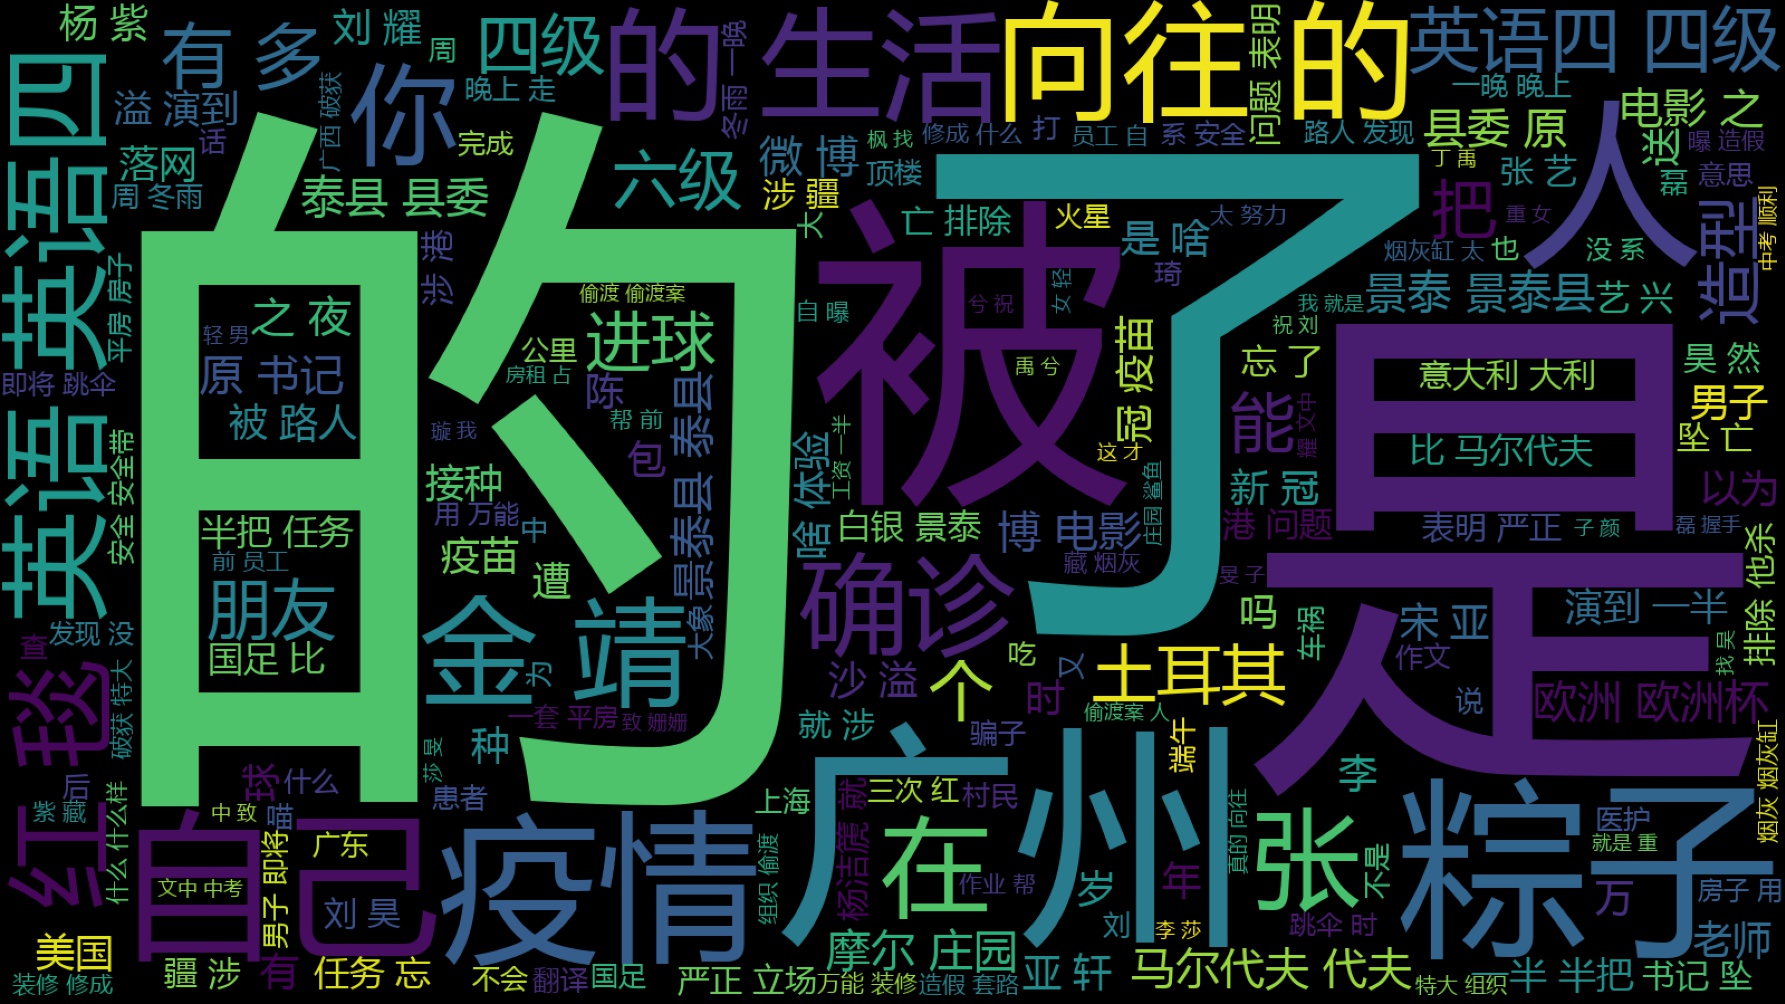 杨 紫
有 多
刘 耀
周
四级
的 生活
一晚
向往的
表明
英语四 四级
英语四
溢 演到
话
广西 破获
你
晚上 走
完成
冬雨
问题
一晚 晚上
电影 之
县委 原
送
曝 造假
落网
周 冬雨
泰县 县委
六级
微 博
涉 疆
枫 找
顶楼
修成 什么
打
员工 自
系 安全
路人 发现
丁 禹
张 艺
磊
意思
人
把
重 女
造型
中考 顺利
的
了
被
大
亡 排除
火星
是 啥
太 努力
琦
烟灰缸 太
也
没 系
平房 房子
涉 港
偷渡 偷渡案
之 夜
轻 男
自 曝
兮 祝
女 轻
我 就是
景泰 景泰县
艺 兴
祝 刘
原 书记
进球
公里
房租 占
陈
禹 兮
冠 疫苗
忘 了
是
意大利 大利
昊 然
即将 跳伞
男子
被 路人
璇 我
帮 前
包
景泰县 泰县
工资 一半
啥 体验
这 才
能
耀 文中
比 马尔代夫
坠 亡
英语
安全 安全带
接种
用 万能
中
庄园 鲨鱼
新 冠
以为
半把 任务
白银 景泰
博 电影
港 问题
表明 严正
子 颜
磊 握手
前 员工
疫苗
遭
藏 烟灰
旻 子
排除 他杀
朋友
金 靖
确诊
吗
车祸
宋 亚
作文
演到 一半
查
发现 没
国足 比
为
大象
吃
又
土耳其
找 吴
毯
破获 特大
沙 溢
个
时
说
欧洲 欧洲杯
一套 平房
致 姗姗
就 涉
偷渡案 人
种
莎 旻
骗子
端午
烟灰 烟灰缸
后
球
什么
患者
广州
李
紫 藏
什么 什么样
中 致
喵
上海
就
三次 红
村民
真的 向往
粽子
医护
就是 重
红
自己
男子 即将
广东
疫情
组织 偷渡
杨洁篪
在
张
不是
文中 中考
作业 帮
岁
年
万
房子 用
刘 昊
刘
李 莎
跳伞 时
老师
美国
装修 修成
疆 涉
有
任务 忘
不会
翻译
国足
严正 立场
摩尔 庄园
万能 装修
造假 套路
亚 轩
马尔代夫 代夫
特大 组织
一半 半把
书记 坠